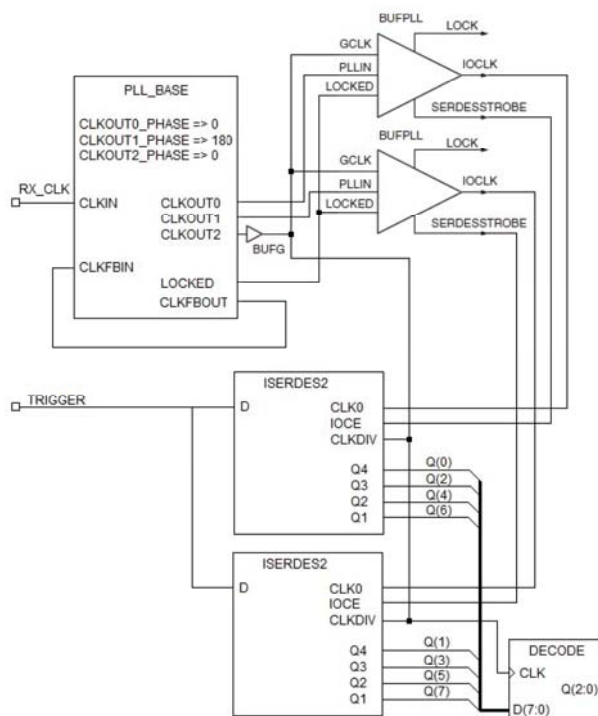 BUFPLL
LOCK
GCLK
IOCLK
PLLIN
LOCKED
SERDESSTROBE
PLL_BASE
CLKOUT0_PHASE => 0
CLKOUT1_PHASE => 180
CLKOUT2_PHASE => 0
BUFPLL
LOCK
GCLK
IOCLK
PLLIN
LOCKED
SERDESSTROBE
RX_CLK
CLKIN
CLKOUT0
CLKOUT1
CLKOUT2
BUFG
CLKFBIN
LOCKED
CLKFBOUT
TRIGGER
ISERDES2
D
CLK0
IOCE
CLKDIV
Q4 Q(0)
Q3 Q(2)
Q2 Q(4)
Q1 Q(6)
ISERDES2
D
CLK0
IOCE
CLKDIV
Q4 Q(1)
Q3 Q(3)
Q2 Q(5)
Q1 Q(7)
DECODE
CLK
Q(2:0)
D(7:0)